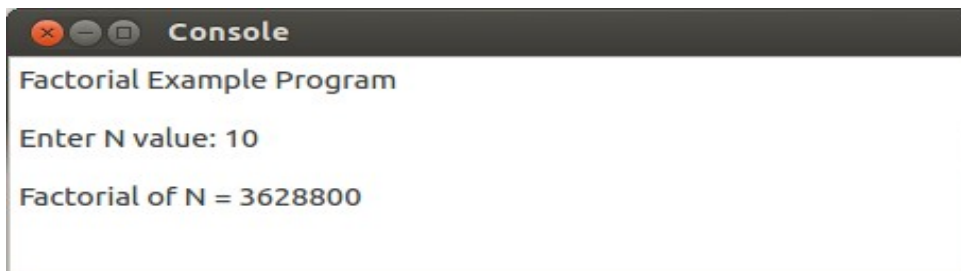 Console
Factorial Example Program
Enter N value: 10
Factorial of N = 3628800